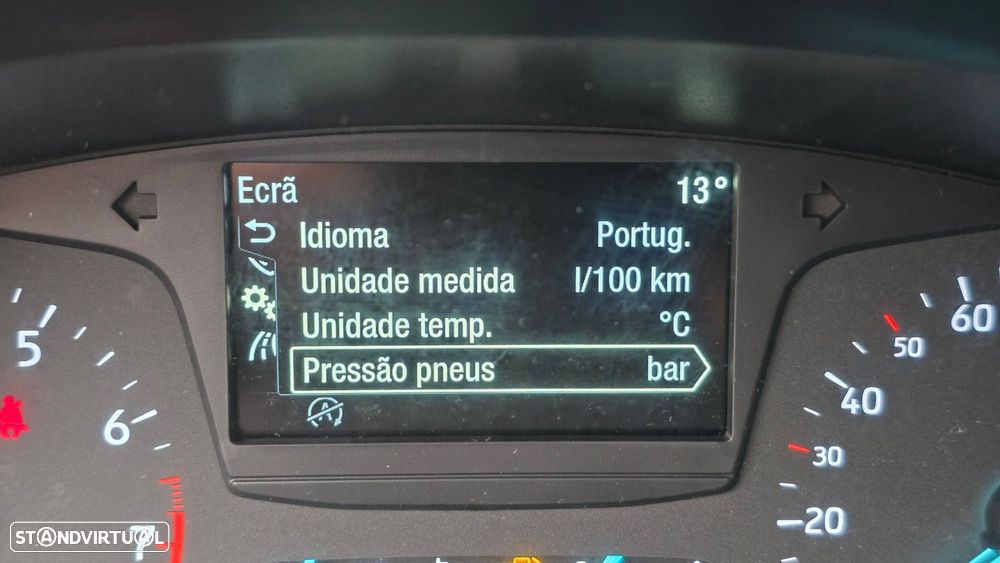 Ecrã 13°
Idioma Portug.
Unidade medida l/100 km
Unidade temp. °C
Pressão pneus bar
A
5
6
7
60
50
40
30
20
STANDVIRTUAL